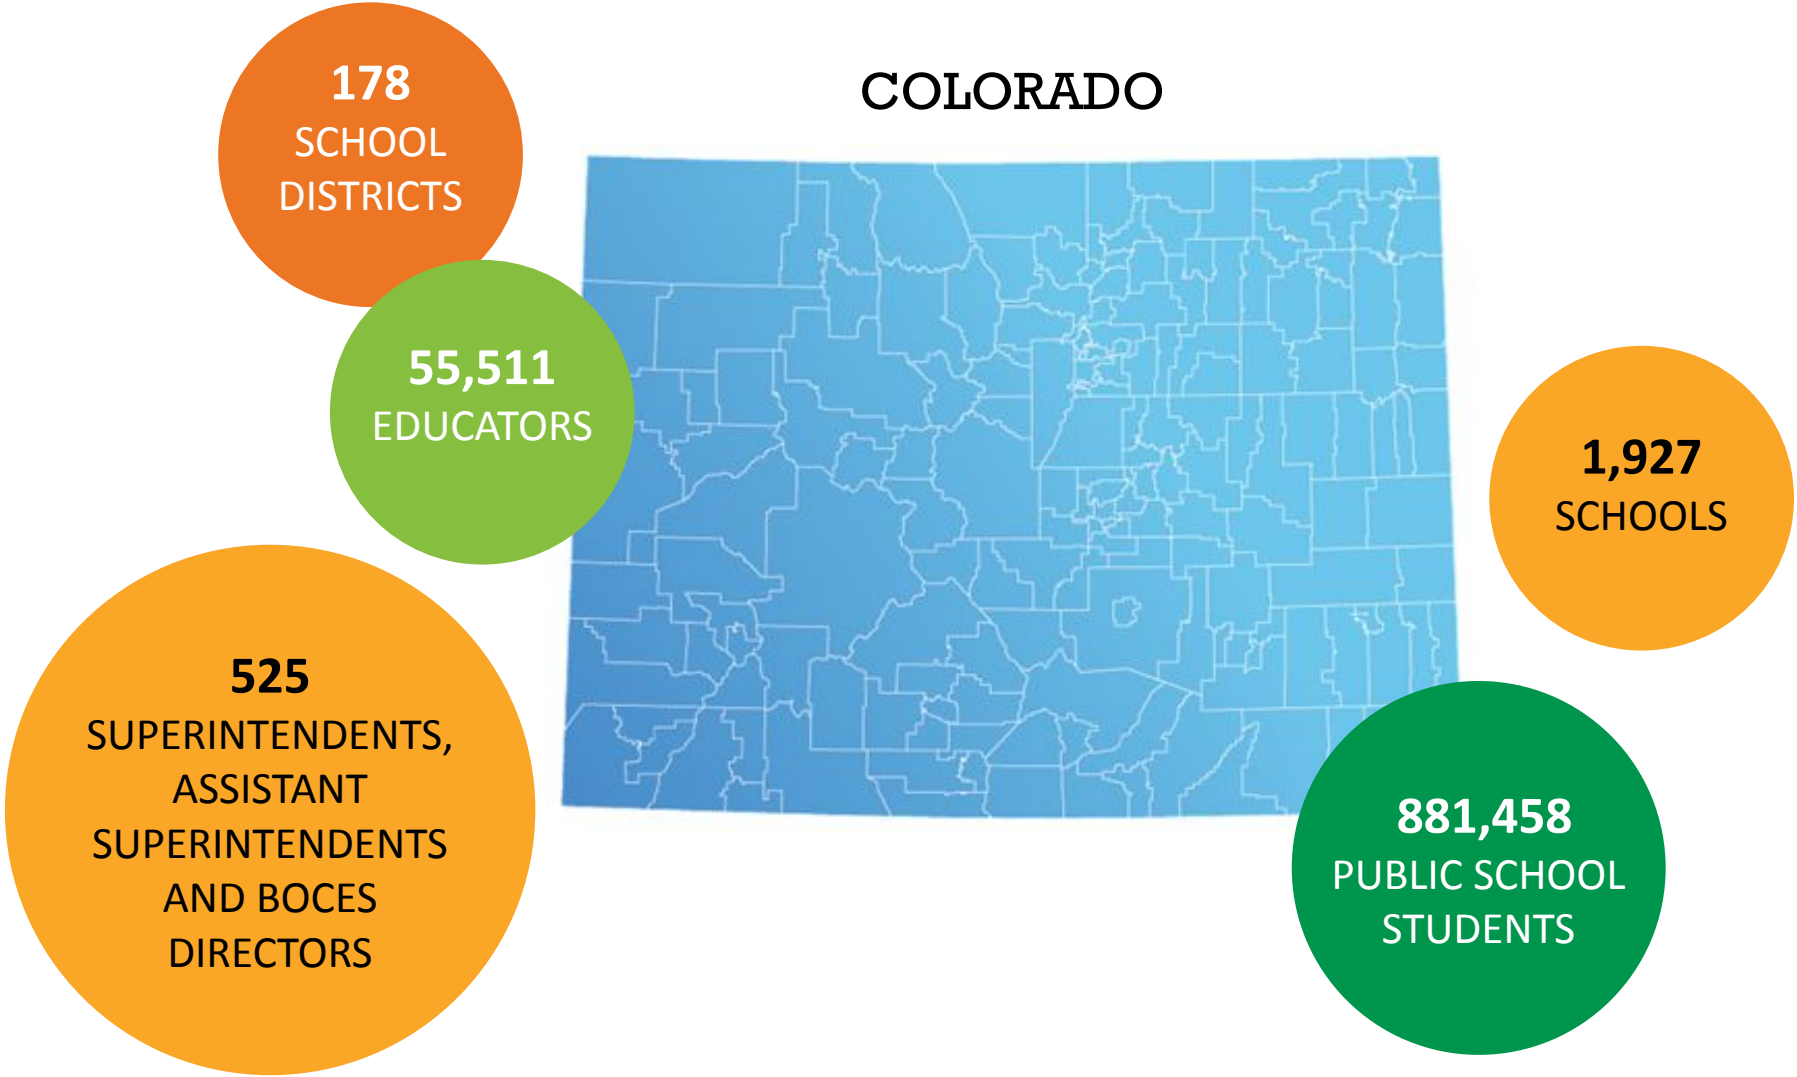 COLORADO
178
SCHOOL
DISTRICTS
55,511
EDUCATORS
525
SUPERINTENDENTS,
ASSISTANT
SUPERINTENDENTS
AND BOCES
DIRECTORS
1,927
SCHOOLS
881,458
PUBLIC SCHOOL
STUDENTS